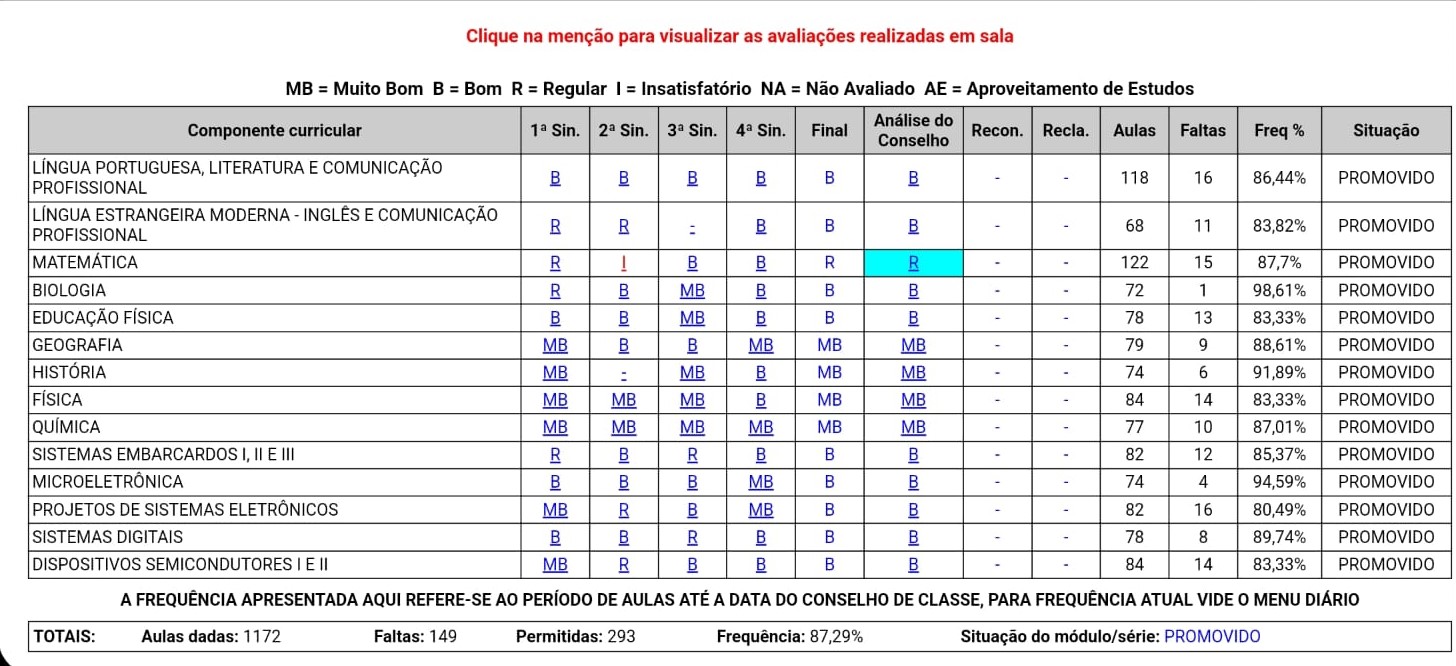 Clique na menção para visualizar as avaliações realizadas em sala
MB = Muito Bom B = Bom R = Regular I = Insatisfatório NA = Não Avaliado AE = Aproveitamento de Estudos
Componente curricular 1ª Sin. 2ª Sin. 3ª Sin. 4ª Sin. Final Análise do Conselho Recon. Recla. Aulas Faltas Freq % Situação
LÍNGUA PORTUGUESA, LITERATURA E COMUNICAÇÃO PROFISSIONAL B B B B B B - - 118 16 86,44% PROMOVIDO
LÍNGUA ESTRANGEIRA MODERNA - INGLÊS E COMUNICAÇÃO PROFISSIONAL R R - B B B - - 68 11 83,82% PROMOVIDO
MATEMÁTICA R I B B R R - - 122 15 87,7% PROMOVIDO
BIOLOGIA R B MB B B B - - 72 1 98,61% PROMOVIDO
EDUCAÇÃO FÍSICA B B MB B B B - - 78 13 83,33% PROMOVIDO
GEOGRAFIA MB B B MB MB MB - - 79 9 88,61% PROMOVIDO
HISTÓRIA MB - MB B MB MB - - 74 6 91,89% PROMOVIDO
FÍSICA MB MB MB B MB MB - - 84 14 83,33% PROMOVIDO
QUÍMICA MB MB MB MB MB MB - - 77 10 87,01% PROMOVIDO
SISTEMAS EMBARCARDOS I, II E III R B R B B B - - 82 12 85,37% PROMOVIDO
MICROELETRÔNICA B B B MB B B - - 74 4 94,59% PROMOVIDO
PROJETOS DE SISTEMAS ELETRÔNICOS MB R B MB B B - - 82 16 80,49% PROMOVIDO
SISTEMAS DIGITAIS B B R B B B - - 78 8 89,74% PROMOVIDO
DISPOSITIVOS SEMICONDUTORES I E II MB R B B B B - - 84 14 83,33% PROMOVIDO
A FREQUÊNCIA APRESENTADA AQUI REFERE-SE AO PERÍODO DE AULAS ATÉ A DATA DO CONSELHO DE CLASSE, PARA FREQUÊNCIA ATUAL VIDE O MENU DIÁRIO
TOTAIS: Aulas dadas: 1172 Faltas: 149 Permitidas: 293 Frequência: 87,29% Situação do módulo/série: PROMOVIDO